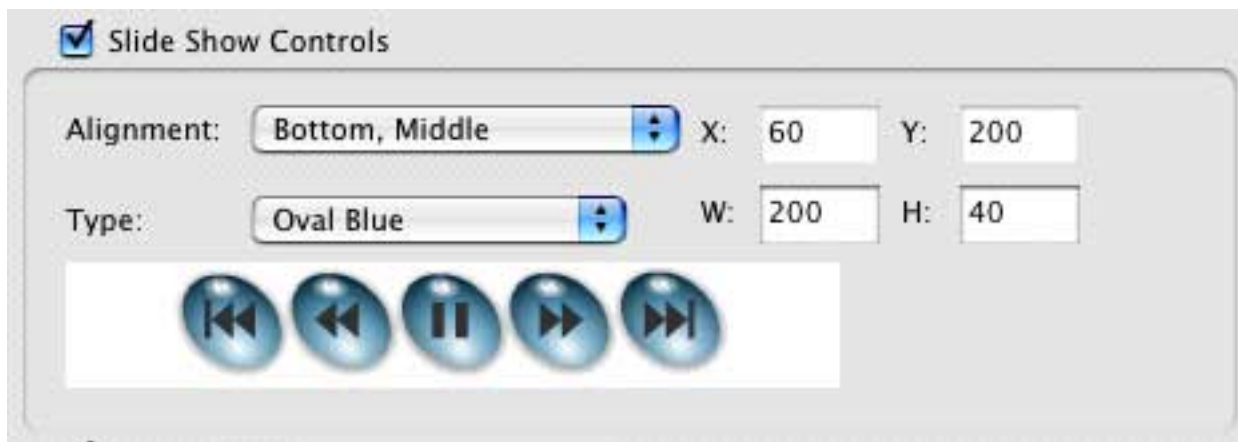 Slide Show Controls
Alignment: Bottom, Middle X: 60 Y: 200
Type: Oval Blue W: 200 H: 40